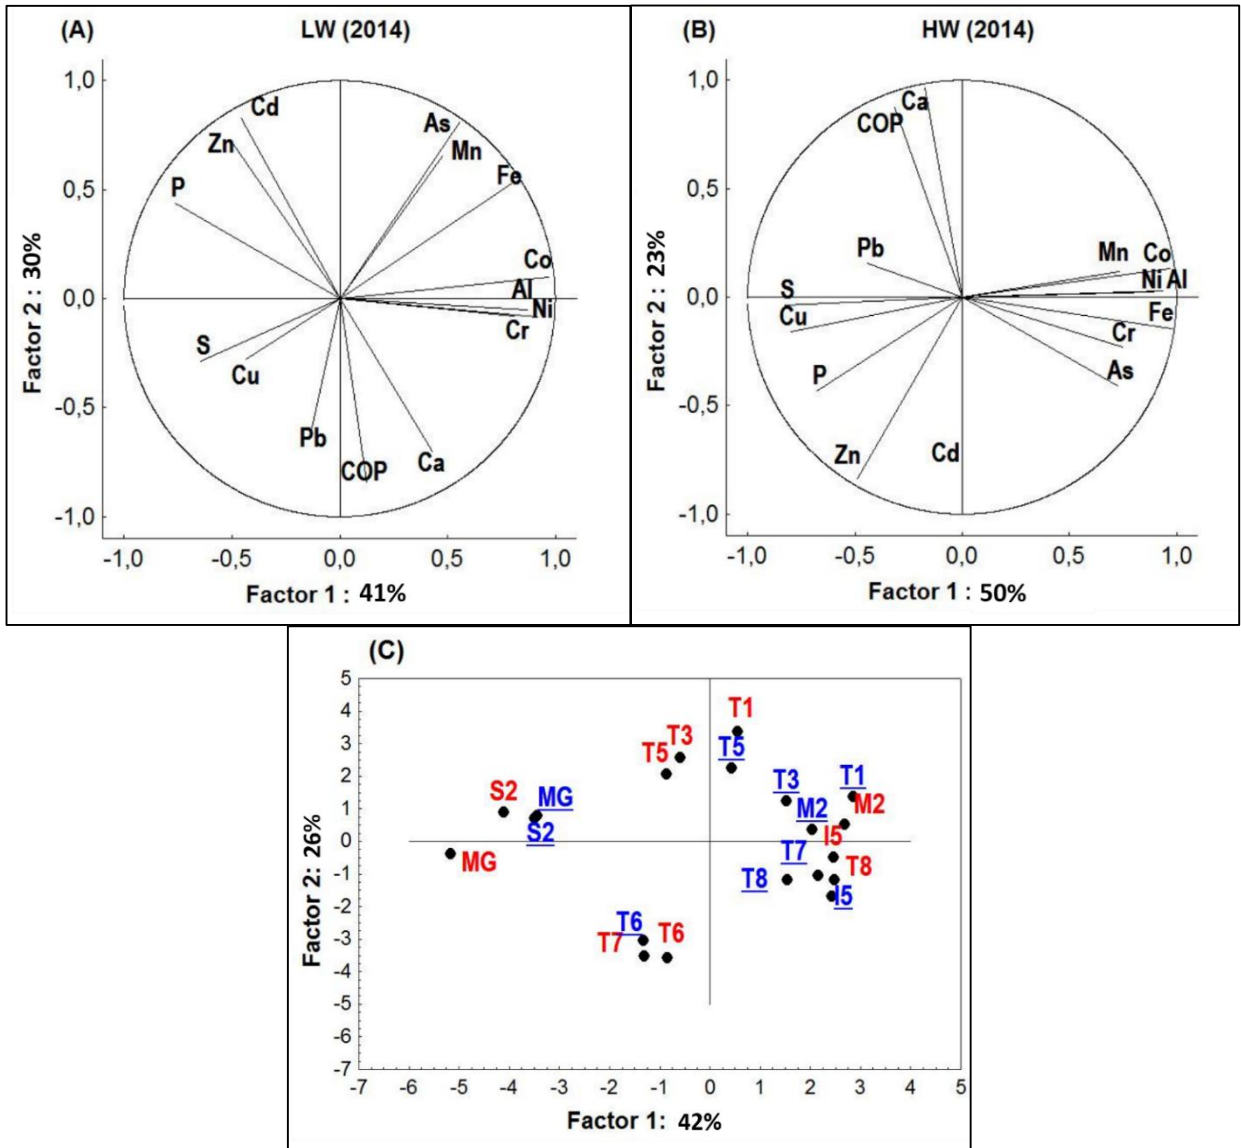 (A) LW (2014)
1,0
Cd
As
Zn
Mn
Fe
P
0,5
Co
Al
0,0
Ni
Cr
S
Cu
-0,5
Pb
COP
Ca
-1,0
Factor 2 : 30%
-1,0 -0,5 0,0 0,5 1,0
Factor 1 : 41%
(B) HW (2014)
1,0
Ca
COP
0,5
Pb
Mn Co
Ni Al
0,0
S
Cu
Fe
Cr
As
P
-0,5
Zn
Cd
-1,0
Factor 2 : 23%
-1,0 -0,5 0,0 0,5 1,0
Factor 1 : 50%
(C)
5
4
3
2
1
0
-1
-2
-3
-4
-5
-6
-7
Factor 2 : 26%
T1
T3
T5
T5
T3
T1
S2
MG
M2
M2
S2
I5
MG
T7
T8
T8
I5
T6
T7
T6
-7 -6 -5 -4 -3 -2 -1 0 1 2 3 4 5
Factor 1: 42%